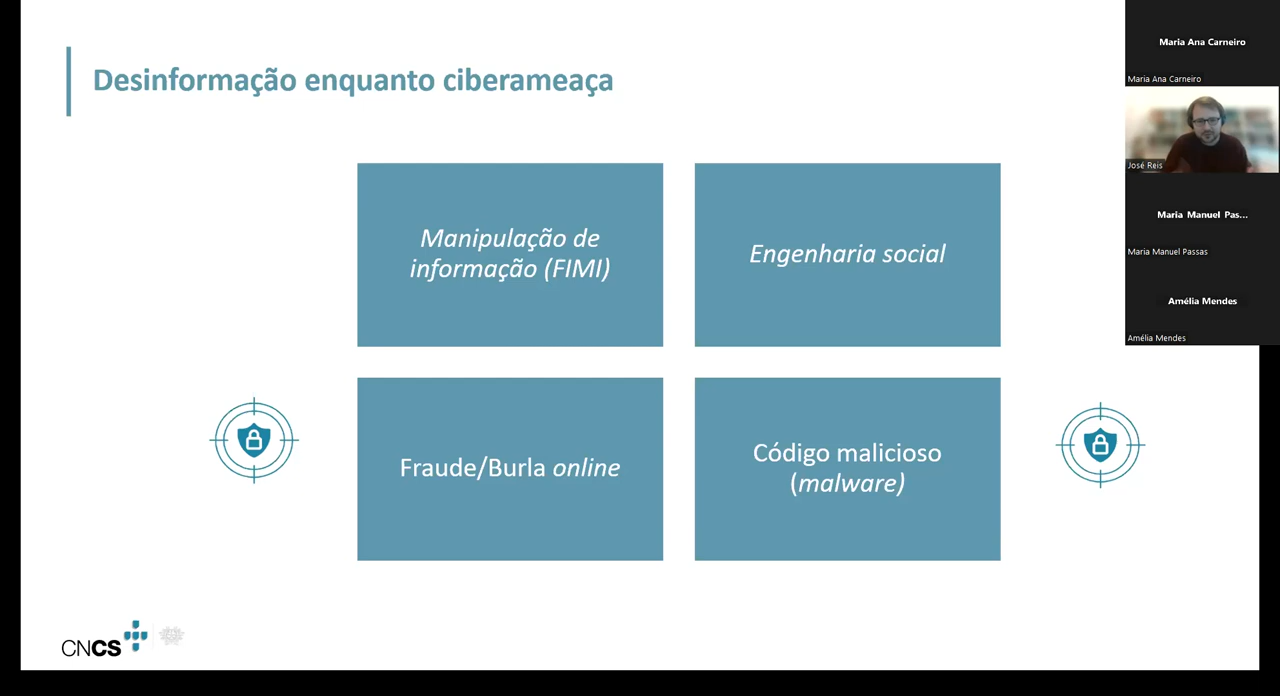 Desinformação enquanto ciberameaça
Manipulação de
informação (FIMI)
Engenharia social
Fraude/Burla online
Código malicioso
(malware)
CNCS
Maria Ana Carneiro
Maria Ana Carneiro
José Reis
Maria Manuel Pas...
Maria Manuel Passas
Amélia Mendes
Amélia Mendes